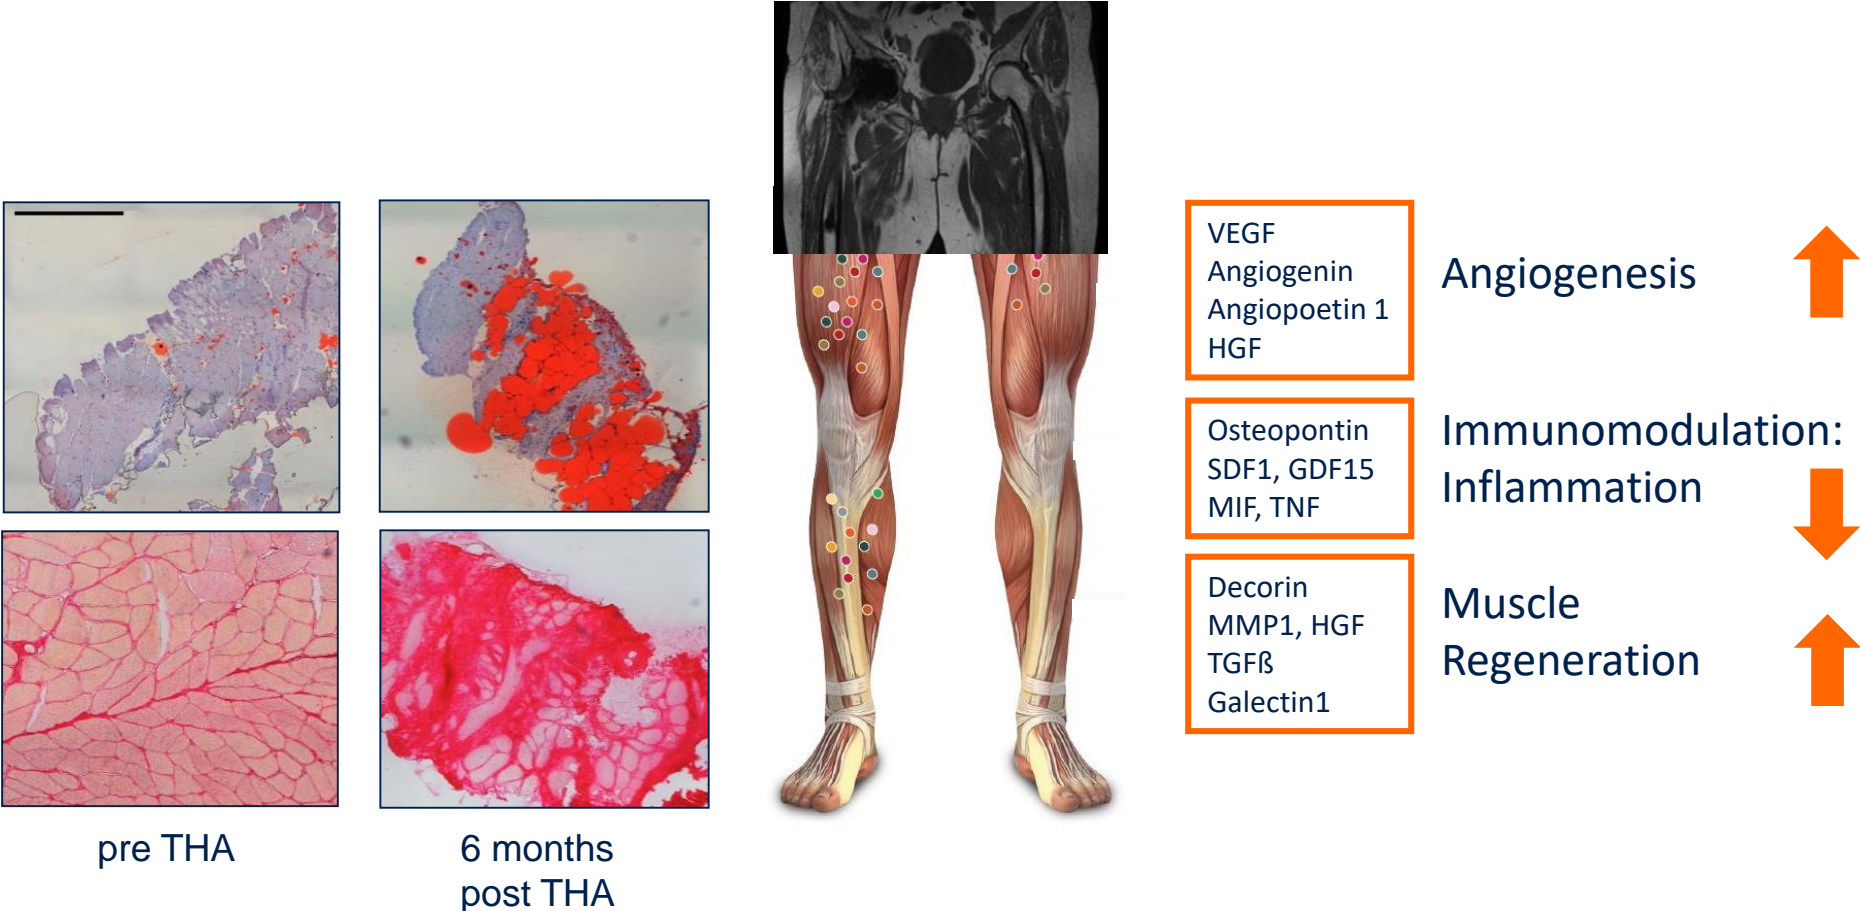 pre THA
6 months
post THA
VEGF
Angiogenin
Angiopoetin 1
HGF
Angiogenesis
Osteopontin
SDF1, GDF15
MIF, TNF
Immunomodulation:
Inflammation
Decorin
MMP1, HGF
TGFß
Galectin1
Muscle
Regeneration